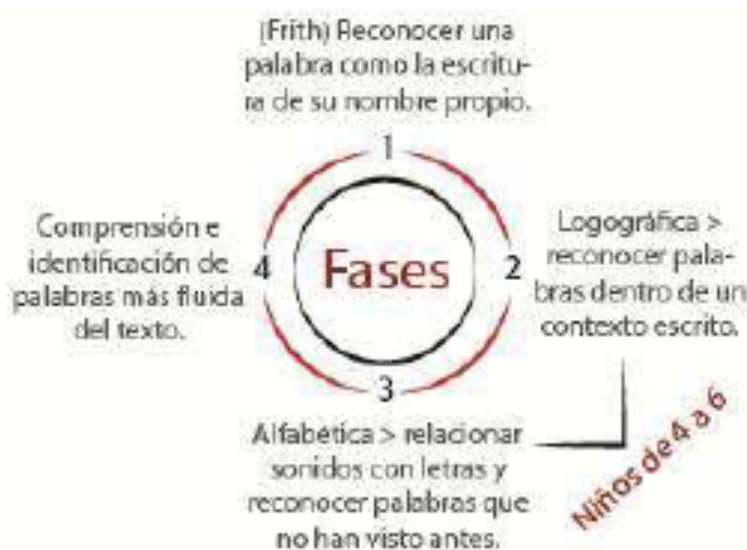 (Frith) Reconocer una
palabra como la escritu-
ra de su nombre propio.
1
Logográfica >
reconocer pala-
bras dentro de un
contexto escrito.
2
3
Alfabética > relacionar
sonidos con letras y
reconocer palabras que
no han visto antes.
Niños de 4 a 6
Comprensión e
identificación de
palabras más fluida
del texto.
4
Fases